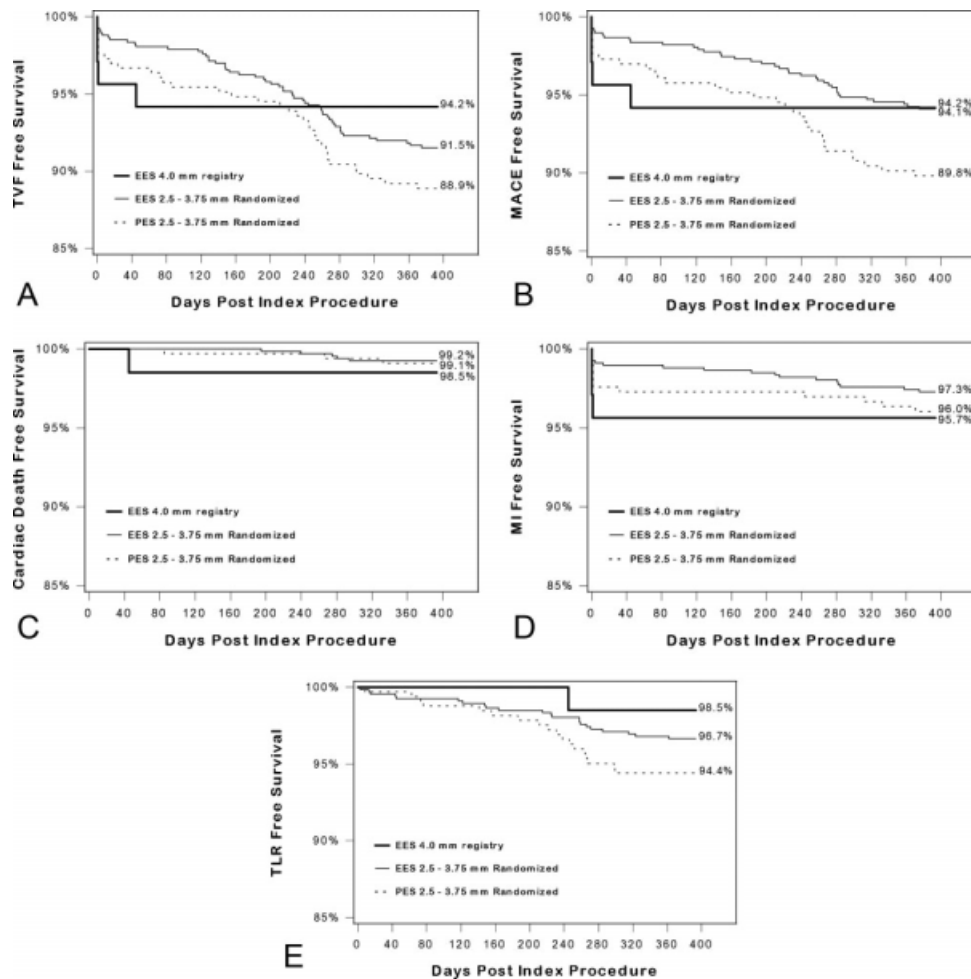 100%
95%
90%
85%
TVF Free Survival
94.2%
91.5%
88.9%
EES 4.0 mm registry
EES 2.5 - 3.75 mm Randomized
PES 2.5 - 3.75 mm Randomized
0 40 80 120 160 200 240 280 320 360 400
Days Post Index Procedure
A
100%
95%
90%
85%
MACE Free Survival
94.2%
94.1%
89.8%
EES 4.0 mm registry
EES 2.5 - 3.75 mm Randomized
PES 2.5 - 3.75 mm Randomized
0 40 80 120 160 200 240 280 320 360 400
Days Post Index Procedure
B
100%
95%
90%
85%
Cardiac Death Free Survival
99.2%
99.1%
98.5%
EES 4.0 mm registry
EES 2.5 - 3.75 mm Randomized
PES 2.5 - 3.75 mm Randomized
0 40 80 120 160 200 240 280 320 360 400
Days Post Index Procedure
C
100%
95%
90%
85%
MI Free Survival
97.3%
96.0%
95.7%
EES 4.0 mm registry
EES 2.5 - 3.75 mm Randomized
PES 2.5 - 3.75 mm Randomized
0 40 80 120 160 200 240 280 320 360 400
Days Post Index Procedure
D
100%
95%
90%
85%
TLR Free Survival
98.5%
96.7%
94.4%
EES 4.0 mm registry
EES 2.5 - 3.75 mm Randomized
PES 2.5 - 3.75 mm Randomized
0 40 80 120 160 200 240 280 320 360 400
Days Post Index Procedure
E